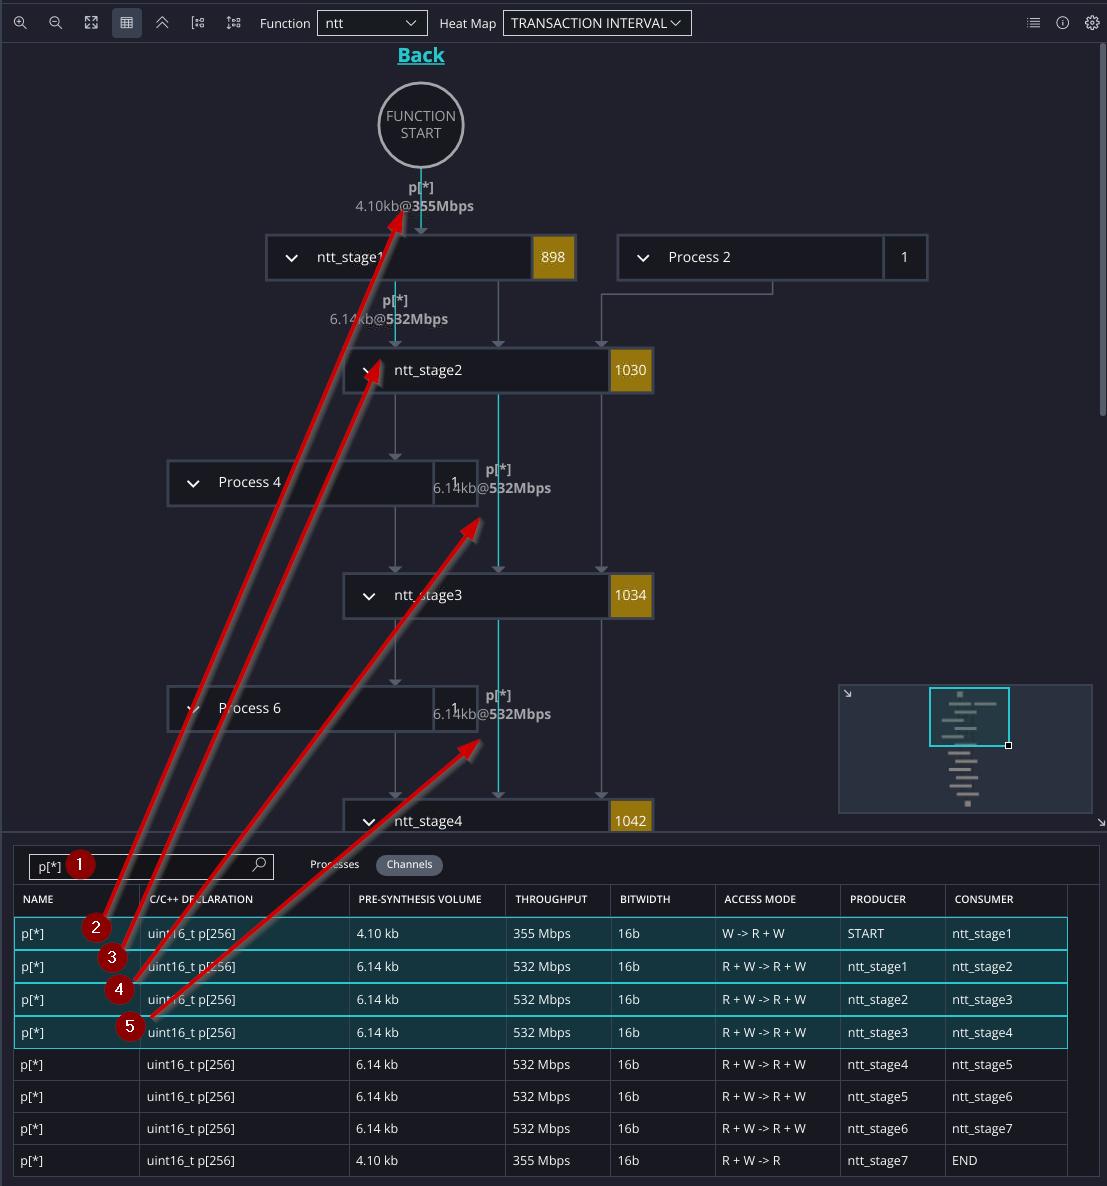 Function ntt Heat Map TRANSACTION INTERVAL
Back
FUNCTION
START
p[*]
4.10kb@355Mbps
ntt_stage1 898 Process 2 1
p[*]
6.14kb@532Mbps
ntt_stage2 1030
p[*]
Process 4 1
6.14kb@532Mbps
ntt_stage3 1034
p[*]
Process 6 1
6.14kb@532Mbps
ntt_stage4 1042
p[*] 1 Processes Channels
NAME C/C++ DECLARATION PRE-SYNTHESIS VOLUME THROUGHPUT BITWIDTH ACCESS MODE PRODUCER CONSUMER
p[*] 2 uint16_t p[256] 4.10 kb 355 Mbps 16b W -> R + W START ntt_stage1
p[*] 3 uint16_t p[256] 6.14 kb 532 Mbps 16b R + W -> R + W ntt_stage1 ntt_stage2
p[*] 4 uint16_t p[256] 6.14 kb 532 Mbps 16b R + W -> R + W ntt_stage2 ntt_stage3
p[*] 5 uint16_t p[256] 6.14 kb 532 Mbps 16b R + W -> R + W ntt_stage3 ntt_stage4
p[*] uint16_t p[256] 6.14 kb 532 Mbps 16b R + W -> R + W ntt_stage4 ntt_stage5
p[*] uint16_t p[256] 6.14 kb 532 Mbps 16b R + W -> R + W ntt_stage5 ntt_stage6
p[*] uint16_t p[256] 6.14 kb 532 Mbps 16b R + W -> R + W ntt_stage6 ntt_stage7
p[*] uint16_t p[256] 4.10 kb 355 Mbps 16b R + W -> R ntt_stage7 END